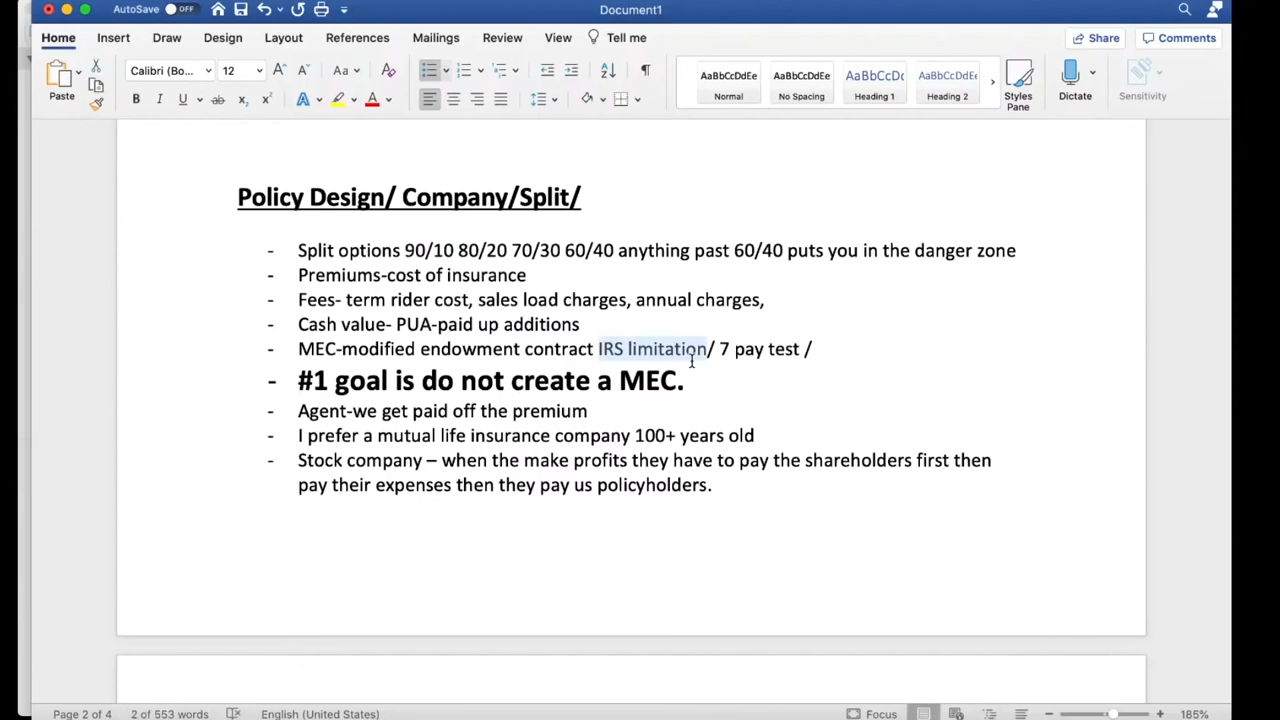 AutoSave OFF Document1
Home Insert Draw Design Layout References Mailings Review View Tell me Share Comments
Calibri (Bo... 12 Aa
AaBbCcDdEe AaBbCcDdEe AaBbCcDc AaBbCcDdEe
Paste B I U ab x2 x2 A A Normal No Spacing Heading 1 Heading 2 Styles Pane Dictate Sensitivity
Policy Design/ Company/Split/
- Split options 90/10 80/20 70/30 60/40 anything past 60/40 puts you in the danger zone
- Premiums-cost of insurance
- Fees- term rider cost, sales load charges, annual charges,
- Cash value- PUA-paid up additions
- MEC-modified endowment contract IRS limitation/ 7 pay test /
- #1 goal is do not create a MEC.
- Agent-we get paid off the premium
- I prefer a mutual life insurance company 100+ years old
- Stock company – when the make profits they have to pay the shareholders first then
pay their expenses then they pay us policyholders.
Page 2 of 4 2 of 553 words English (United States) Focus 185%